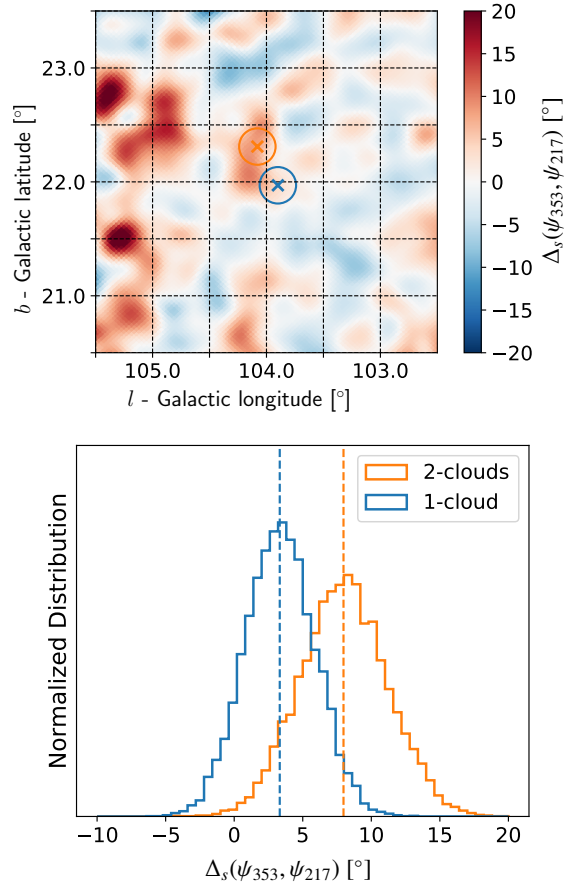 23.0
22.0
21.0
b - Galactic latitude [°]
105.0 104.0 103.0
l - Galactic longitude [°]
20
15
10
5
0
−5
−10
−15
−20
Δs(ψ353, ψ217) [°]
2-clouds
1-cloud
Normalized Distribution
−10 −5 0 5 10 15 20
Δs(ψ353, ψ217) [°]